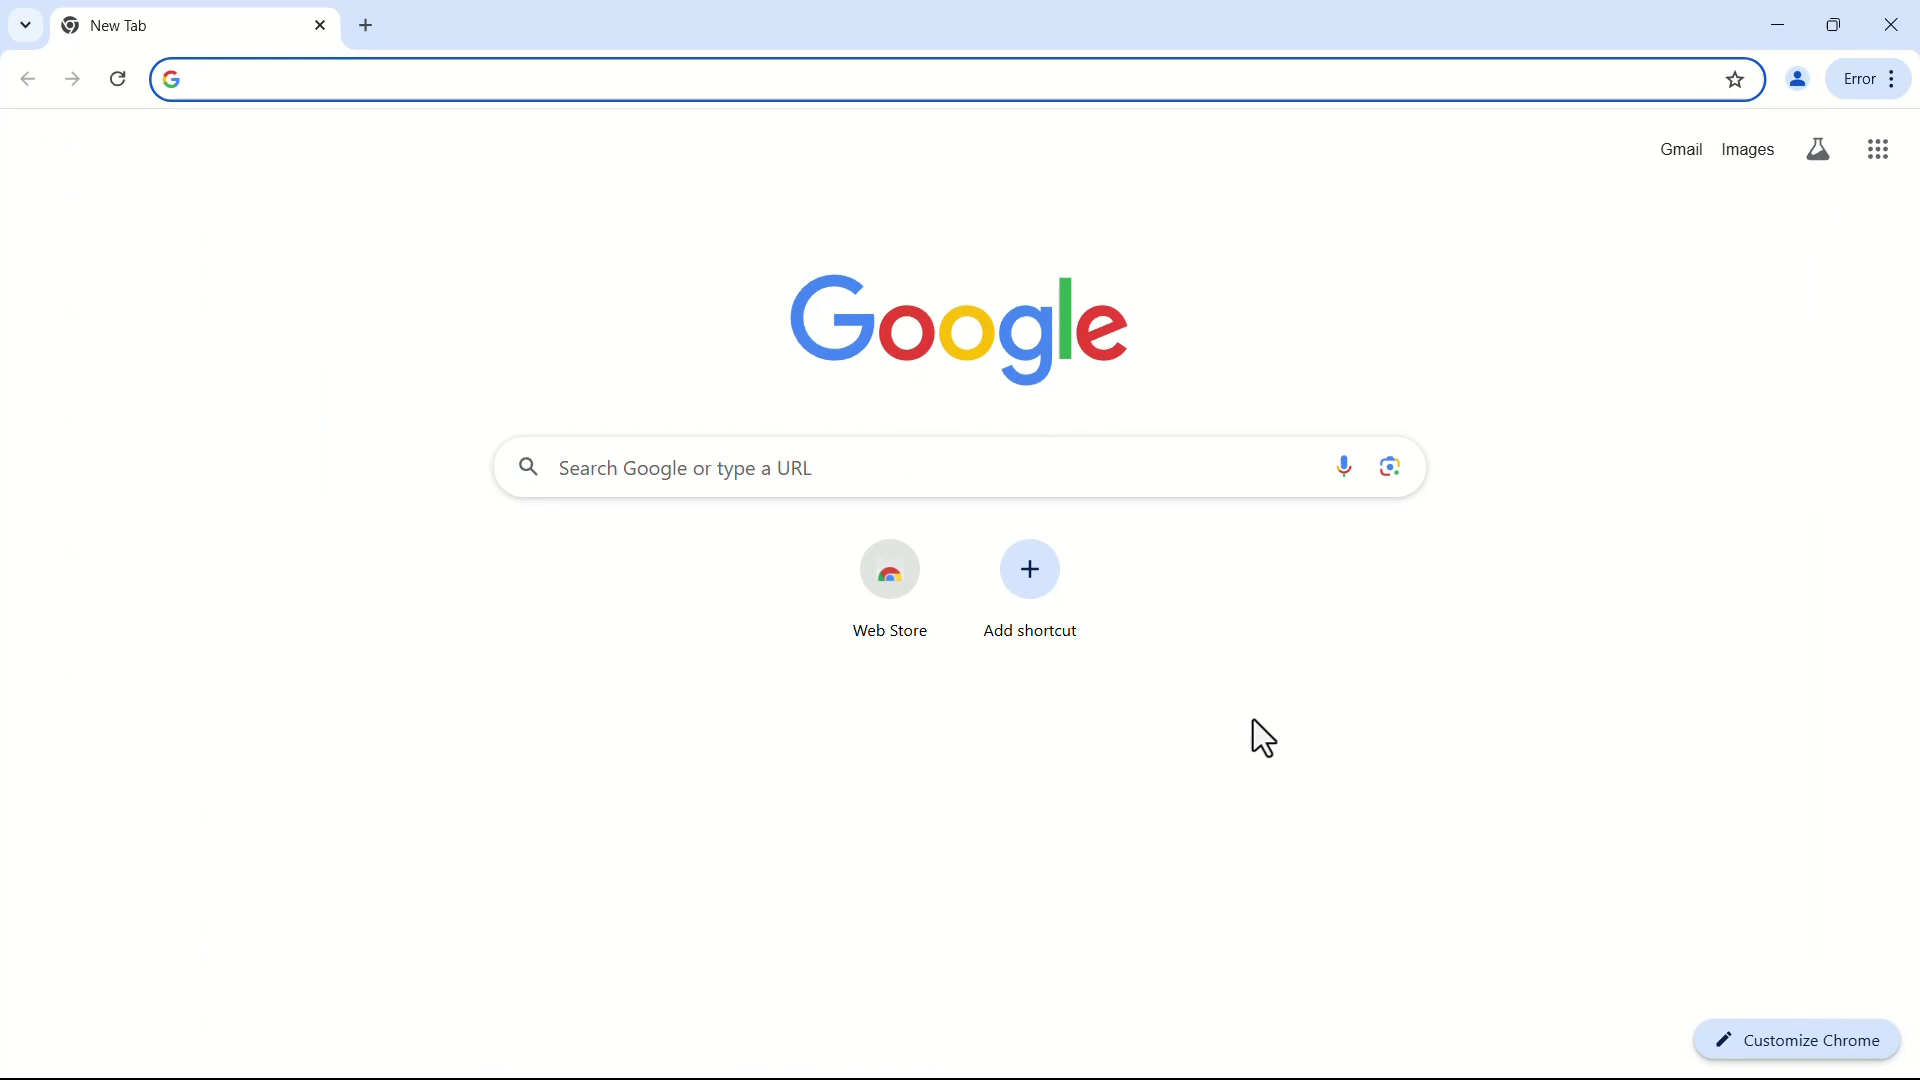 New Tab
Error
Gmail Images
Google
Search Google or type a URL
Web Store
Add shortcut
Customize Chrome